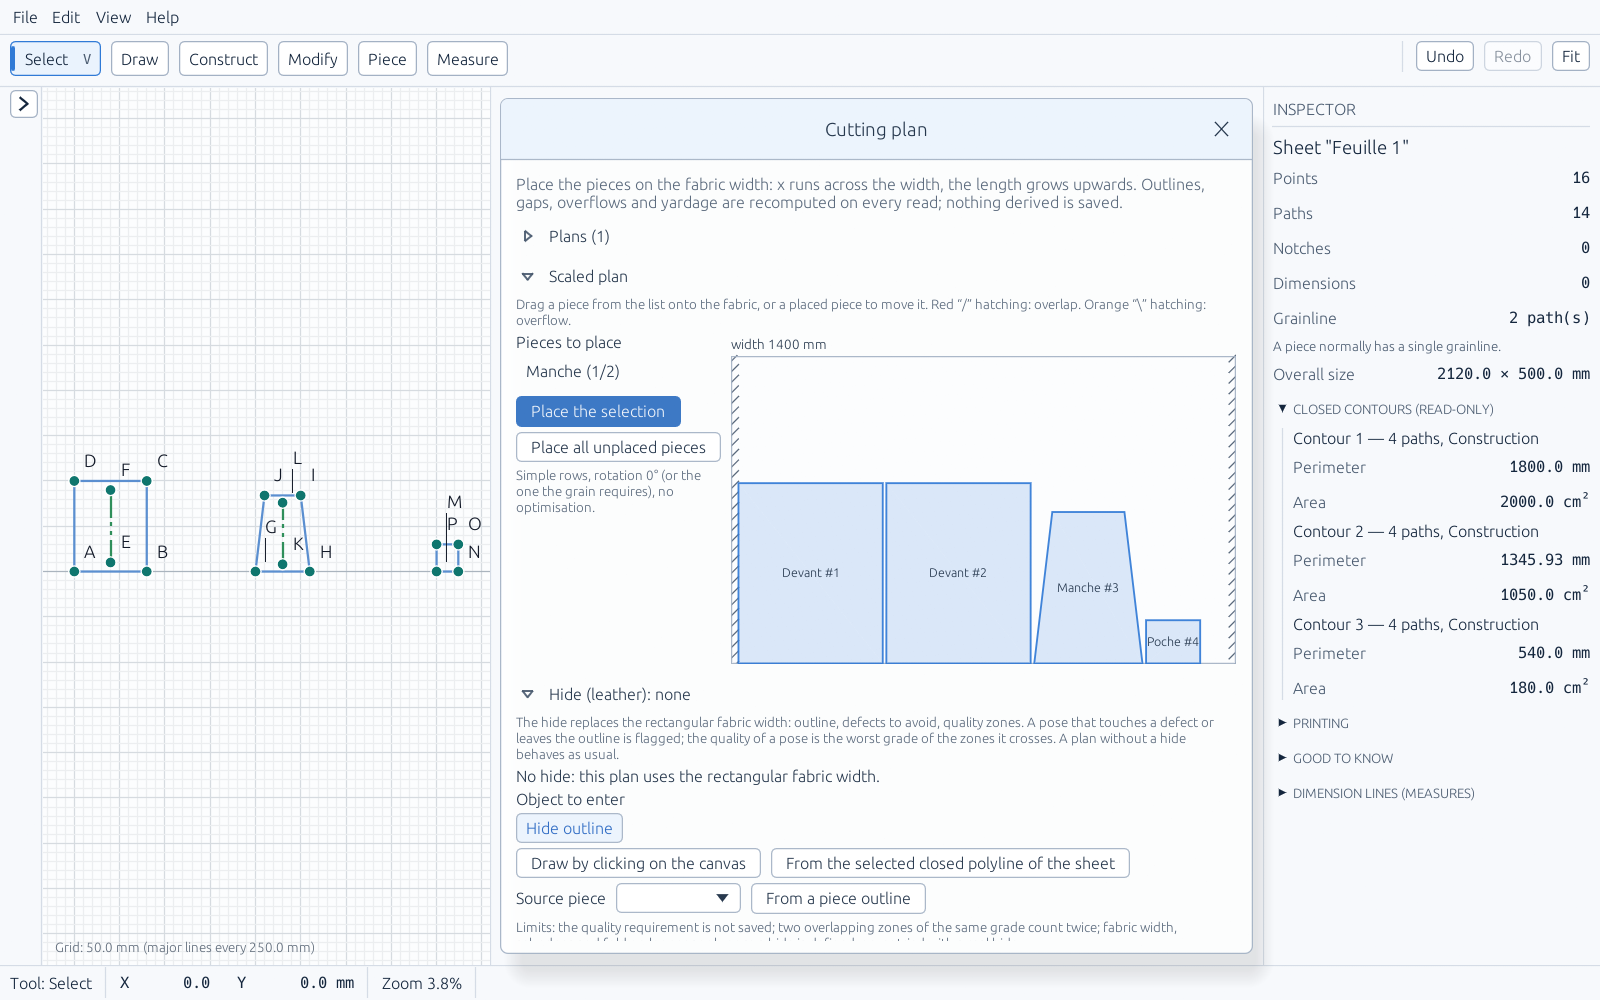 File Edit View Help
Select V Draw Construct Modify Piece Measure Undo Redo Fit
Cutting plan
Place the pieces on the fabric width: x runs across the width, the length grows upwards. Outlines,
gaps, overflows and yardage are recomputed on every read; nothing derived is saved.
Plans (1)
Scaled plan
Drag a piece from the list onto the fabric, or a placed piece to move it. Red “/” hatching: overlap. Orange “\” hatching:
overflow.
Pieces to place
width 1400 mm
Manche (1/2)
Place the selection
Place all unplaced pieces
Simple rows, rotation 0° (or the
one the grain requires), no
optimisation.
Devant #1
Devant #2
Manche #3
Poche #4
Hide (leather): none
The hide replaces the rectangular fabric width: outline, defects to avoid, quality zones. A pose that touches a defect or
leaves the outline is flagged; the quality of a pose is the worst grade of the zones it crosses. A plan without a hide
behaves as usual.
No hide: this plan uses the rectangular fabric width.
Object to enter
Hide outline
Draw by clicking on the canvas From the selected closed polyline of the sheet
Source piece From a piece outline
Limits: the quality requirement is not saved; two overlapping zones of the same grade count twice; fabric width,
D F C
A E B
L
J I
G K H
M
P O
N
Grid: 50.0 mm (major lines every 250.0 mm)
INSPECTOR
Sheet "Feuille 1"
Points 16
Paths 14
Notches 0
Dimensions 0
Grainline 2 path(s)
A piece normally has a single grainline.
Overall size 2120.0 × 500.0 mm
CLOSED CONTOURS (READ-ONLY)
Contour 1 — 4 paths, Construction
Perimeter 1800.0 mm
Area 2000.0 cm²
Contour 2 — 4 paths, Construction
Perimeter 1345.93 mm
Area 1050.0 cm²
Contour 3 — 4 paths, Construction
Perimeter 540.0 mm
Area 180.0 cm²
PRINTING
GOOD TO KNOW
DIMENSION LINES (MEASURES)
Tool: Select X 0.0 Y 0.0 mm Zoom 3.8%